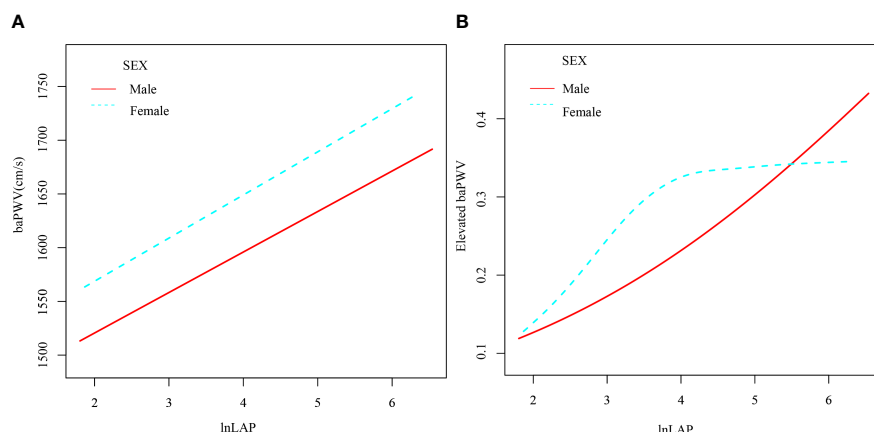 A
SEX
Male
Female
baPWV(cm/s)
1750
1700
1650
1600
1550
1500
2 3 4 5 6
lnLAP
B
SEX
Male
Female
Elevated baPWV
0.4
0.3
0.2
0.1
2 3 4 5 6
lnLAP